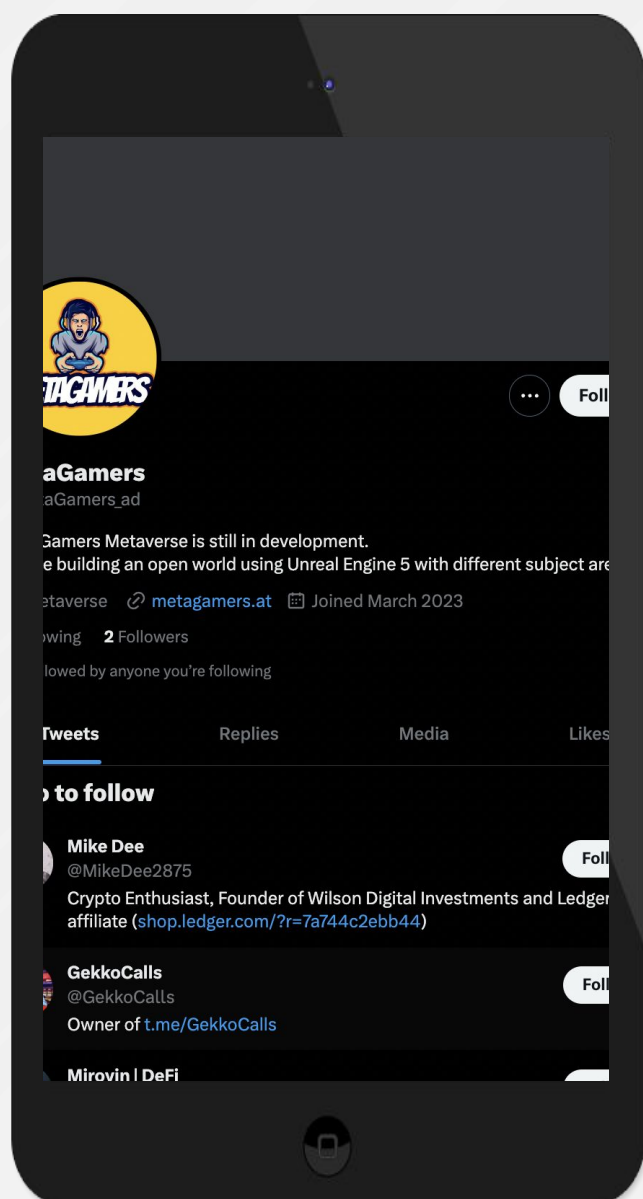 TAGAMERS
Foll
aGamers
aGamers_ad
Gamers Metaverse is still in development.
e building an open world using Unreal Engine 5 with different subject are
etaverse metagamers.at Joined March 2023
owing 2 Followers
lowed by anyone you're following
Tweets Replies Media Likes
o to follow
Mike Dee
@MikeDee2875
Foll
Crypto Enthusiast, Founder of Wilson Digital Investments and Ledger
affiliate (shop.ledger.com/?r=7a744c2ebb44)
GekkoCalls
@GekkoCalls
Foll
Owner of t.me/GekkoCalls
Mirovin | DeFi